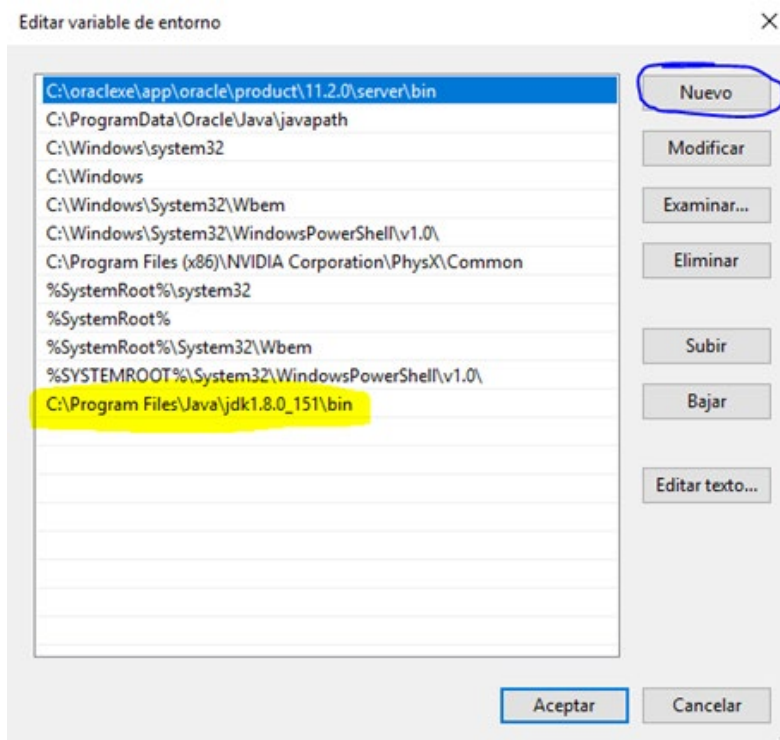 Editar variable de entorno
C:\oraclexe\app\oracle\product\11.2.0\server\bin
C:\ProgramData\Oracle\Java\javapath
C:\Windows\system32
C:\Windows
C:\Windows\System32\Wbem
C:\Windows\System32\WindowsPowerShell\v1.0\
C:\Program Files (x86)\NVIDIA Corporation\PhysX\Common
%SystemRoot%\system32
%SystemRoot%
%SystemRoot%\System32\Wbem
%SYSTEMROOT%\System32\WindowsPowerShell\v1.0\
C:\Program Files\Java\jdk1.8.0_151\bin
Nuevo
Modificar
Examinar...
Eliminar
Subir
Bajar
Editar texto...
Aceptar
Cancelar